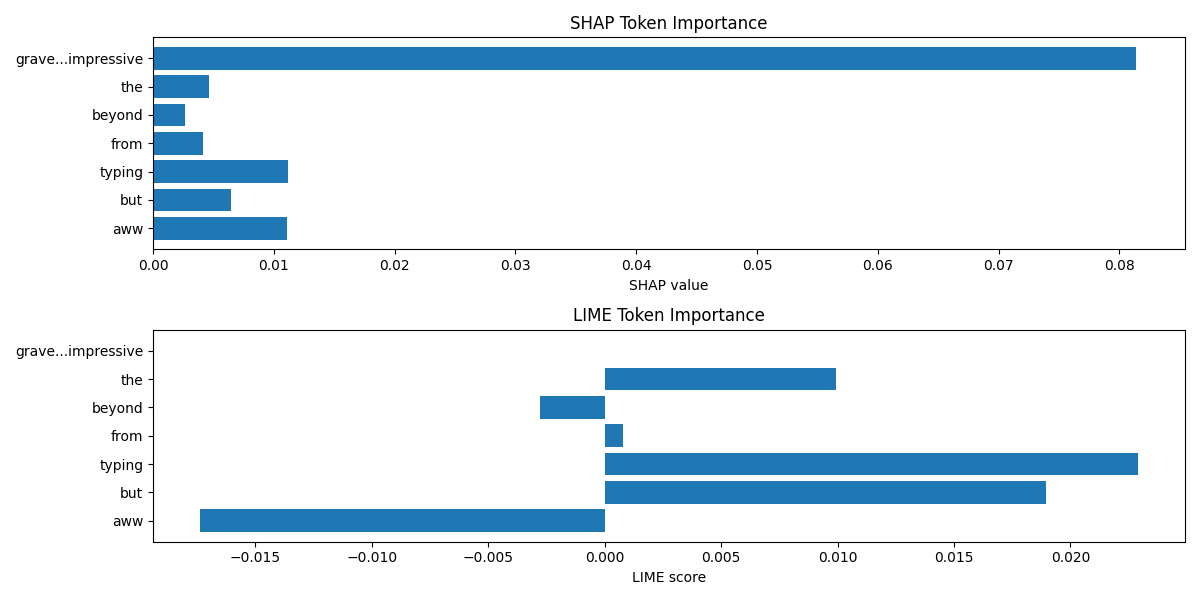 SHAP Token Importance
grave...impressive
the
beyond
from
typing
but
aww
0.00 0.01 0.02 0.03 0.04 0.05 0.06 0.07 0.08
SHAP value
LIME Token Importance
grave...impressive
the
beyond
from
typing
but
aww
−0.015 −0.010 −0.005 0.000 0.005 0.010 0.015 0.020
LIME score